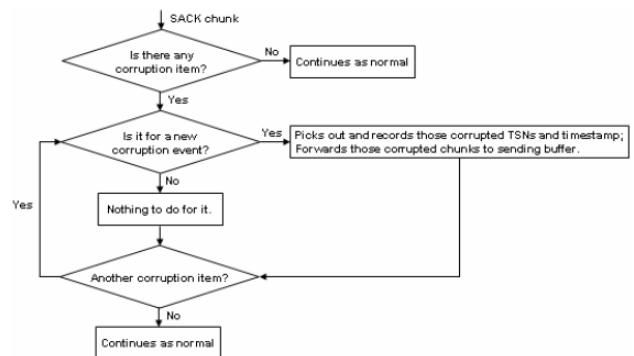 SACK chunk
Is there any
corruption item?
No
Continues as normal
Yes
Is it for a new
corruption event?
Yes
Picks out and records those corrupted TSNs and timestamp;
Forwards those corrupted chunks to sending buffer.
No
Yes
Nothing to do for it.
Another corruption item?
No
Continues as normal